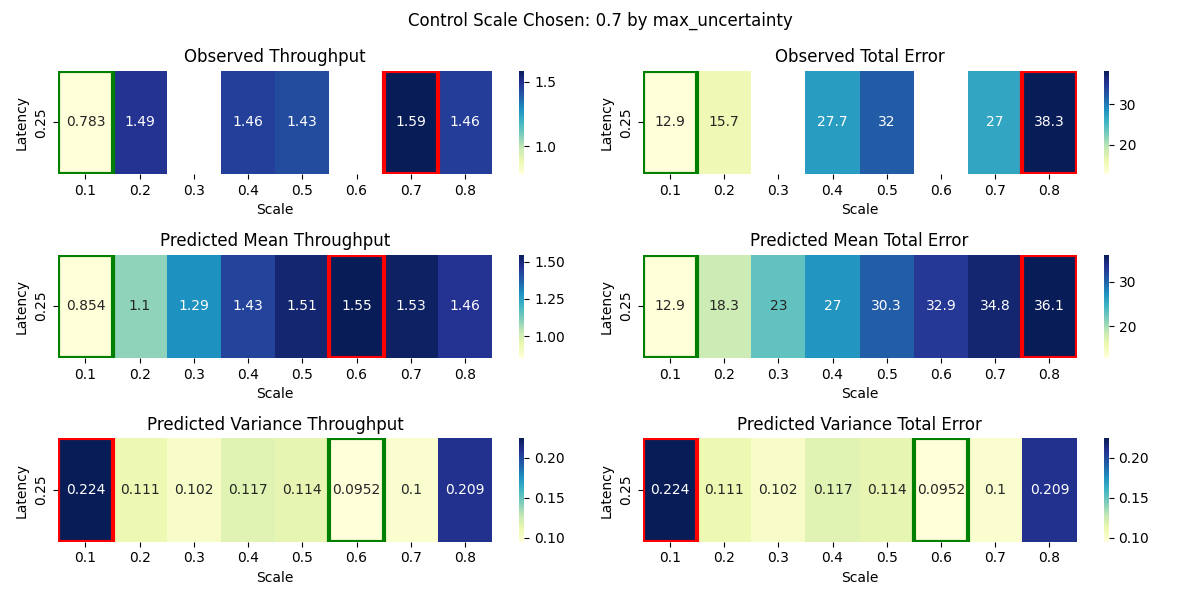 Control Scale Chosen: 0.7 by max_uncertainty
Observed Throughput
Latency
0.25
0.783 1.49 1.46 1.43 1.59 1.46
0.1 0.2 0.3 0.4 0.5 0.6 0.7 0.8
Scale
1.5
1.0
Observed Total Error
Latency
0.25
12.9 15.7 27.7 32 27 38.3
0.1 0.2 0.3 0.4 0.5 0.6 0.7 0.8
Scale
30
20
Predicted Mean Throughput
Latency
0.25
0.854 1.1 1.29 1.43 1.51 1.55 1.53 1.46
0.1 0.2 0.3 0.4 0.5 0.6 0.7 0.8
Scale
1.50
1.25
1.00
Predicted Mean Total Error
Latency
0.25
12.9 18.3 23 27 30.3 32.9 34.8 36.1
0.1 0.2 0.3 0.4 0.5 0.6 0.7 0.8
Scale
30
20
Predicted Variance Throughput
Latency
0.25
0.224 0.111 0.102 0.117 0.114 0.0952 0.1 0.209
0.1 0.2 0.3 0.4 0.5 0.6 0.7 0.8
Scale
0.20
0.15
0.10
Predicted Variance Total Error
Latency
0.25
0.224 0.111 0.102 0.117 0.114 0.0952 0.1 0.209
0.1 0.2 0.3 0.4 0.5 0.6 0.7 0.8
Scale
0.20
0.15
0.10